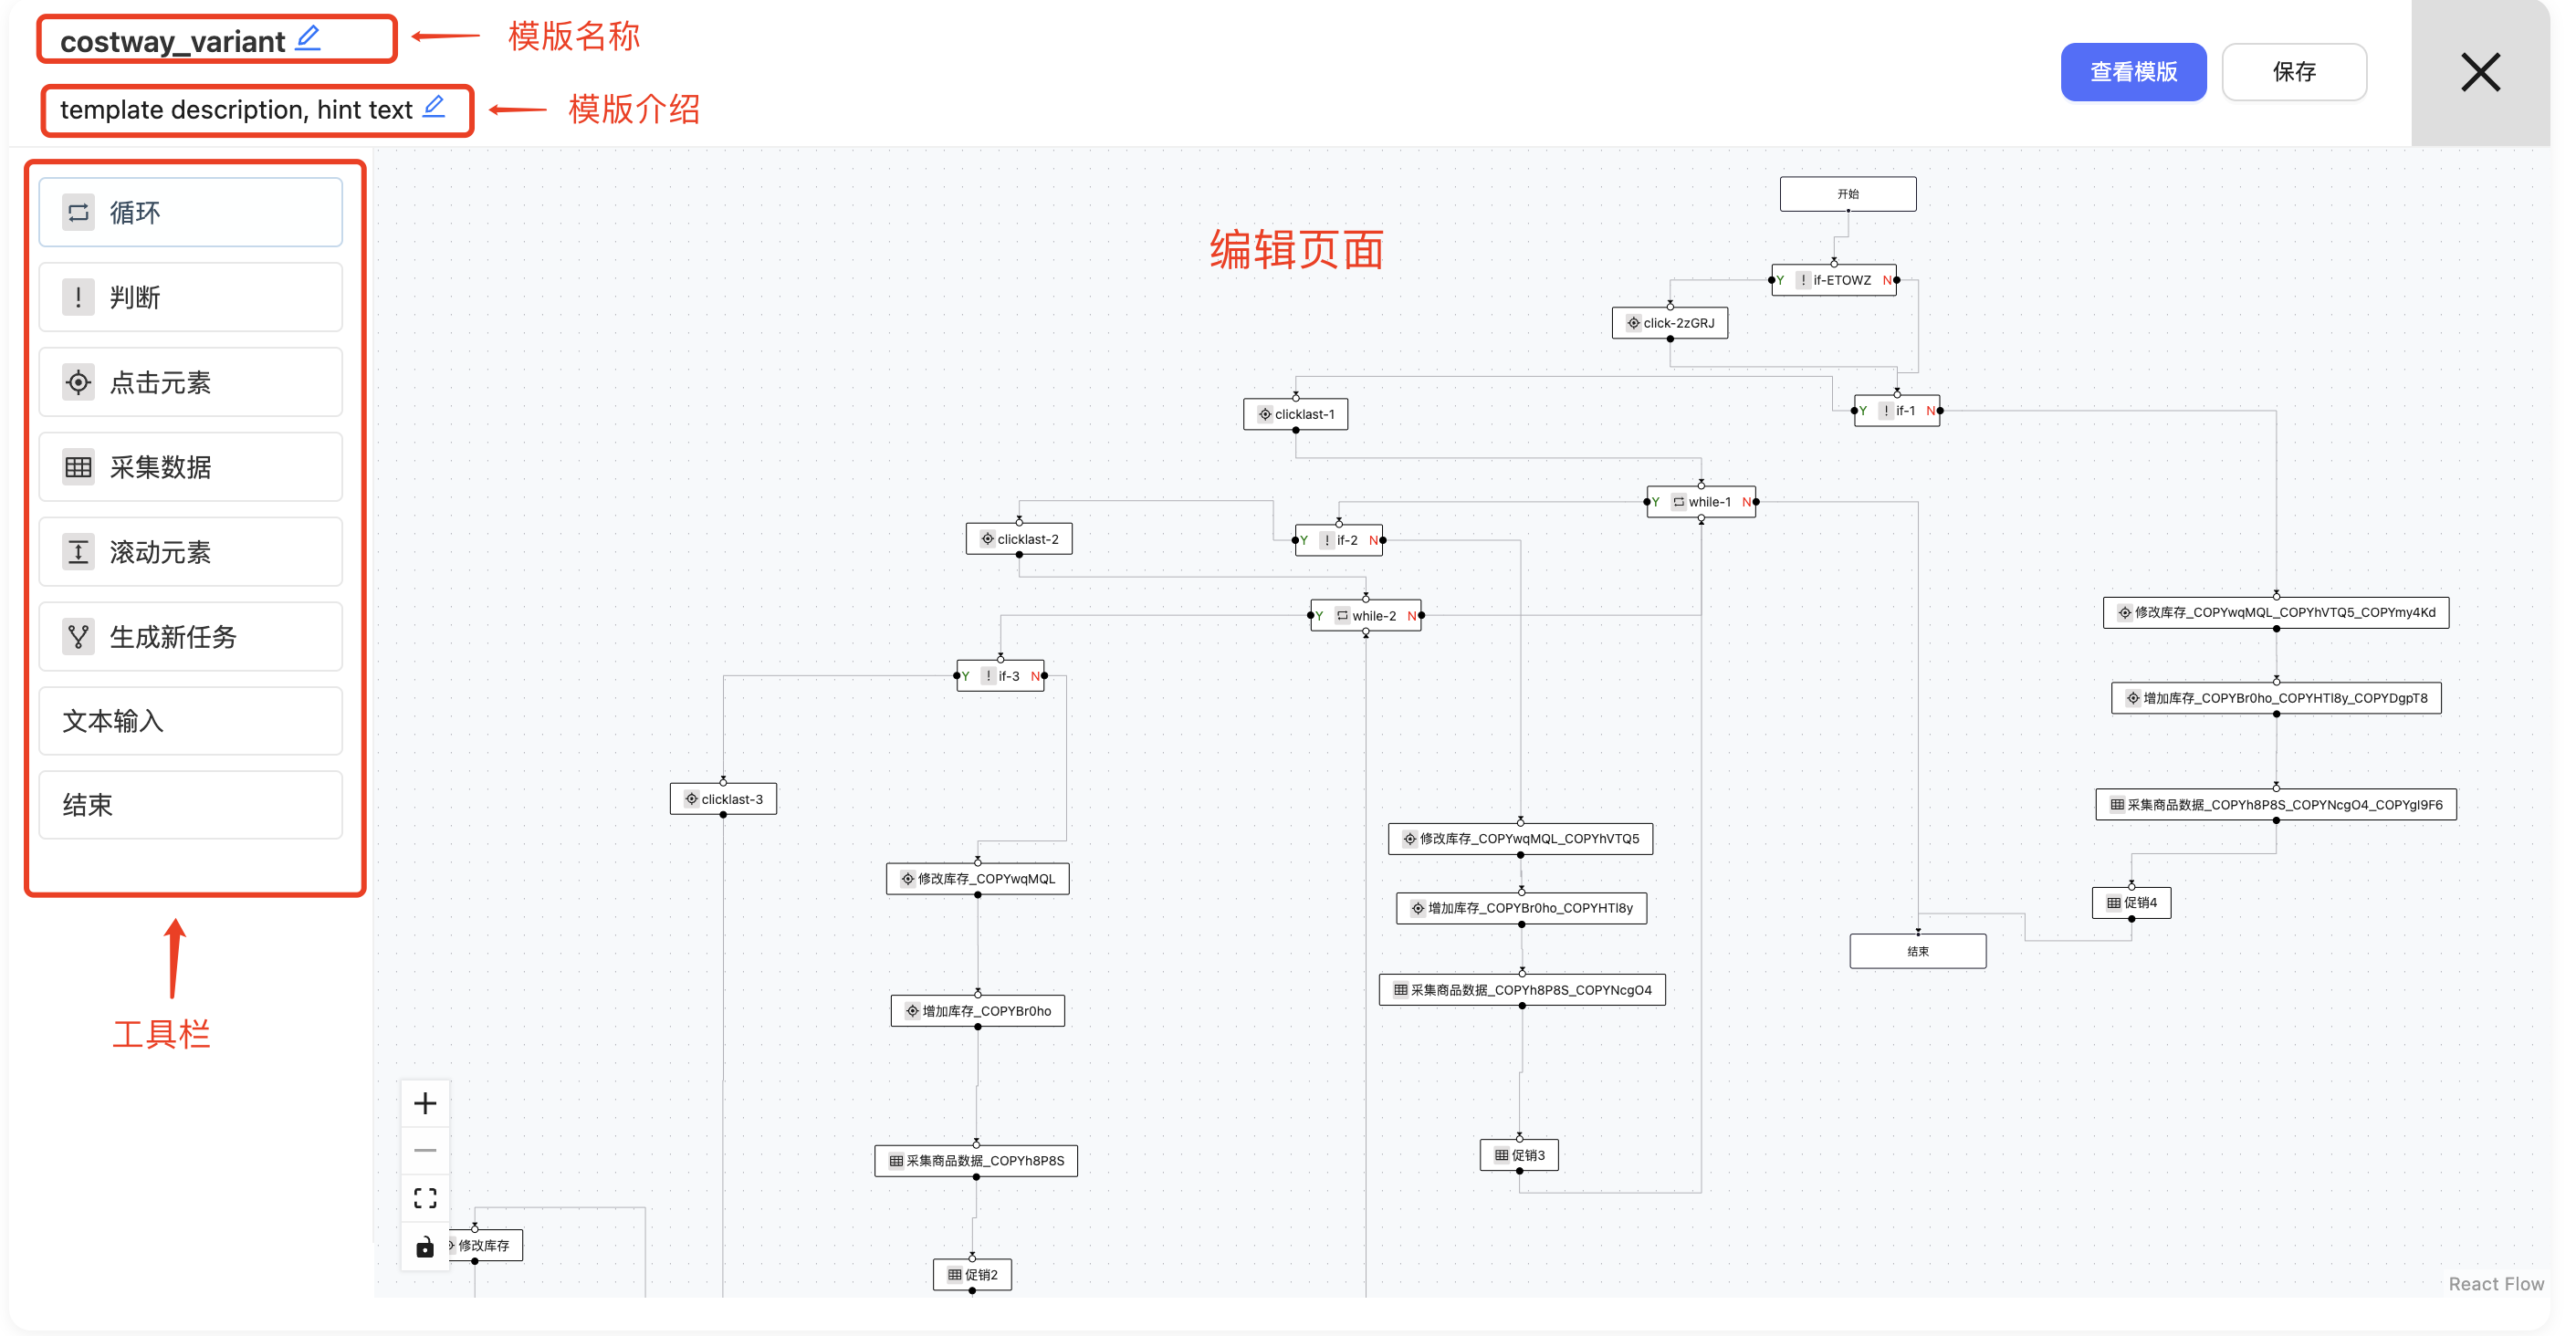 costway_variant
模版名称
template description, hint text
模版介绍
查看模版
保存
循环
判断
点击元素
采集数据
滚动元素
生成新任务
文本输入
结束
工具栏
编辑页面
开始
Y ! if-ETOWZ N
click-2zGRJ
clicklast-1
Y ! if-1 N
Y while-1 N
clicklast-2
Y ! if-2 N
Y while-2 N
修改库存_COPYwqMQL_COPYhVTQ5_COPYmy4Kd
Y ! if-3 N
增加库存_COPYBr0ho_COPYHTl8y_COPYDgpT8
clicklast-3
采集商品数据_COPYh8P8S_COPYNcgO4_COPYgl9F6
修改库存_COPYwqMQL_COPYhVTQ5
修改库存_COPYwqMQL
促销4
增加库存_COPYBr0ho_COPYHTl8y
结束
采集商品数据_COPYh8P8S_COPYNcgO4
增加库存_COPYBr0ho
促销3
采集商品数据_COPYh8P8S
修改库存
促销2
React Flow